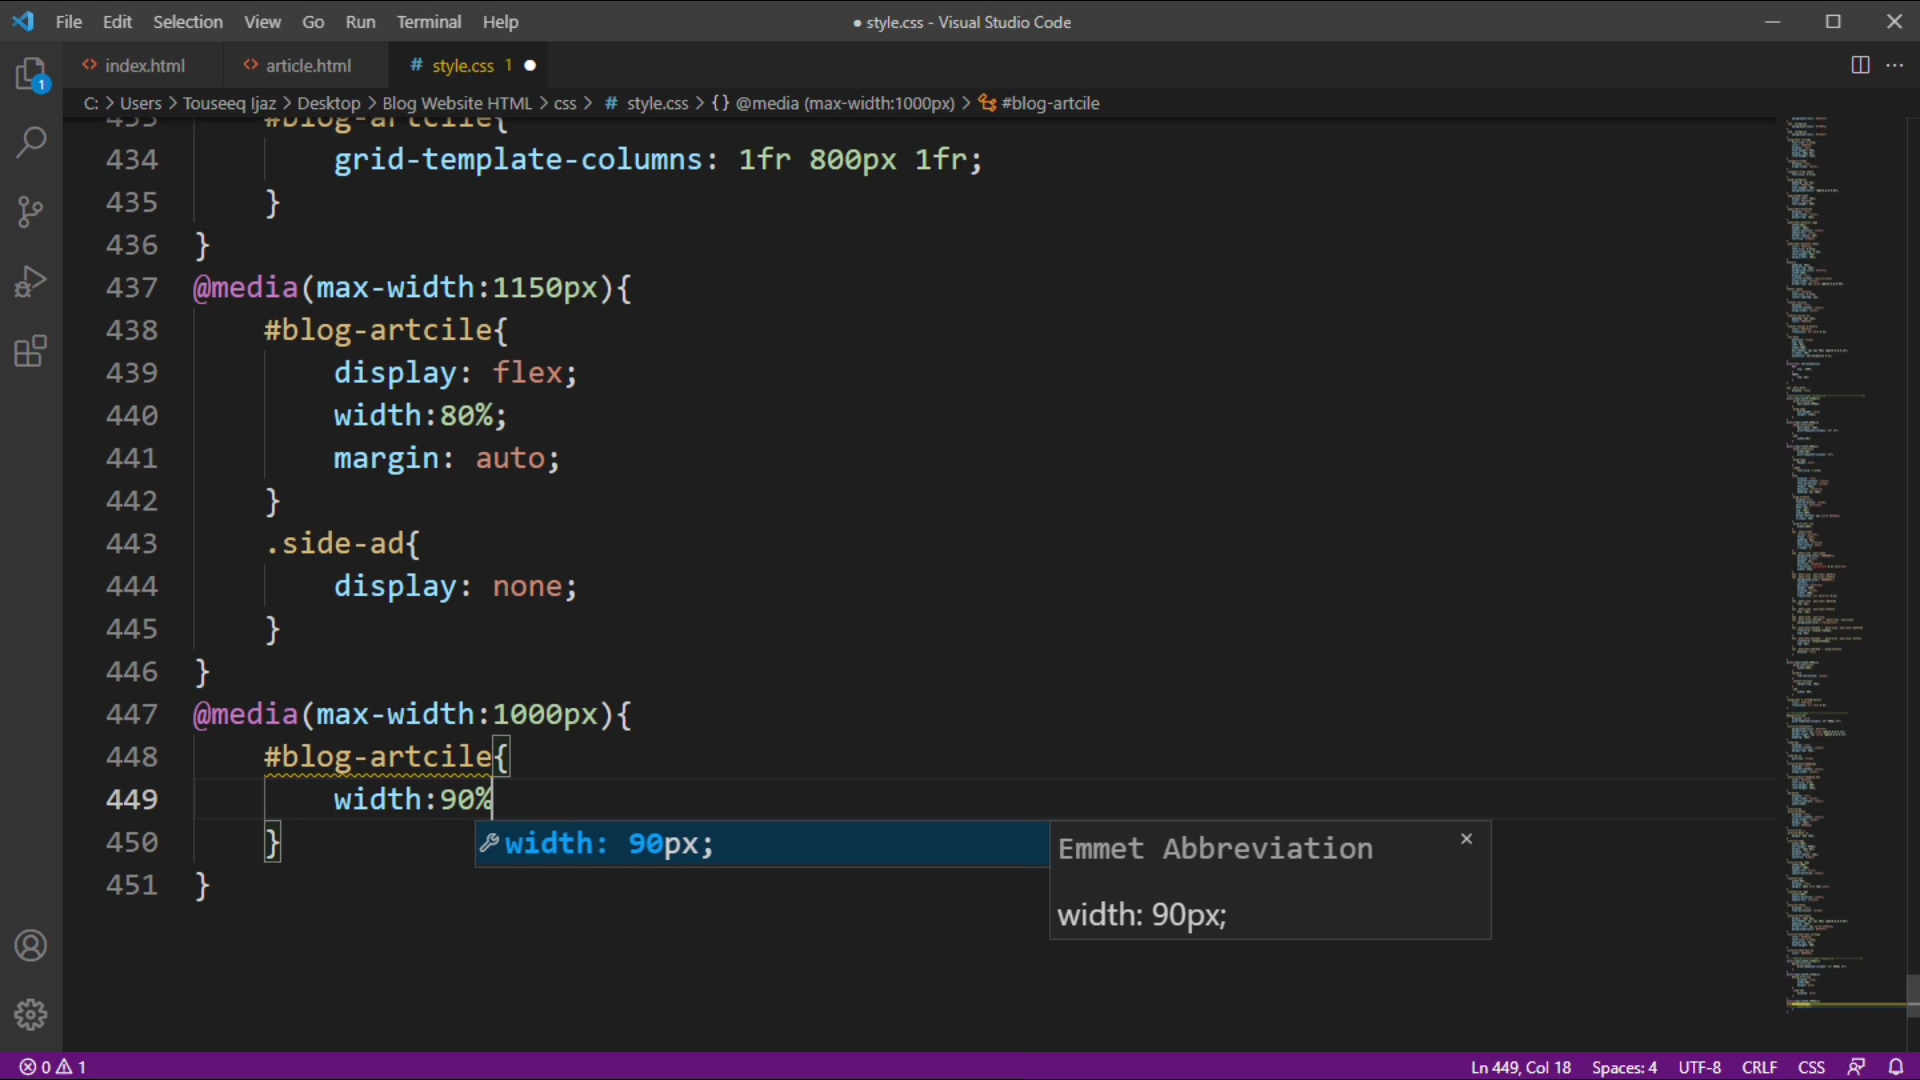 File Edit Selection View Go Run Terminal Help
● style.css - Visual Studio Code
index.html article.html # style.css 1 ●
C: > Users > Touseeq Ijaz > Desktop > Blog Website HTML > css > # style.css > {} @media (max-width:1000px) > #blog-artcile
1
433 #blog-artcile{
434 grid-template-columns: 1fr 800px 1fr;
435 }
436 }
437 @media(max-width:1150px){
438 #blog-artcile{
439 display: flex;
440 width:80%;
441 margin: auto;
442 }
443 .side-ad{
444 display: none;
445 }
446 }
447 @media(max-width:1000px){
448 #blog-artcile{
449 width:90%
450 }
width: 90px;
Emmet Abbreviation
width: 90px;
451 }
0 1
Ln 449, Col 18 Spaces: 4 UTF-8 CRLF CSS